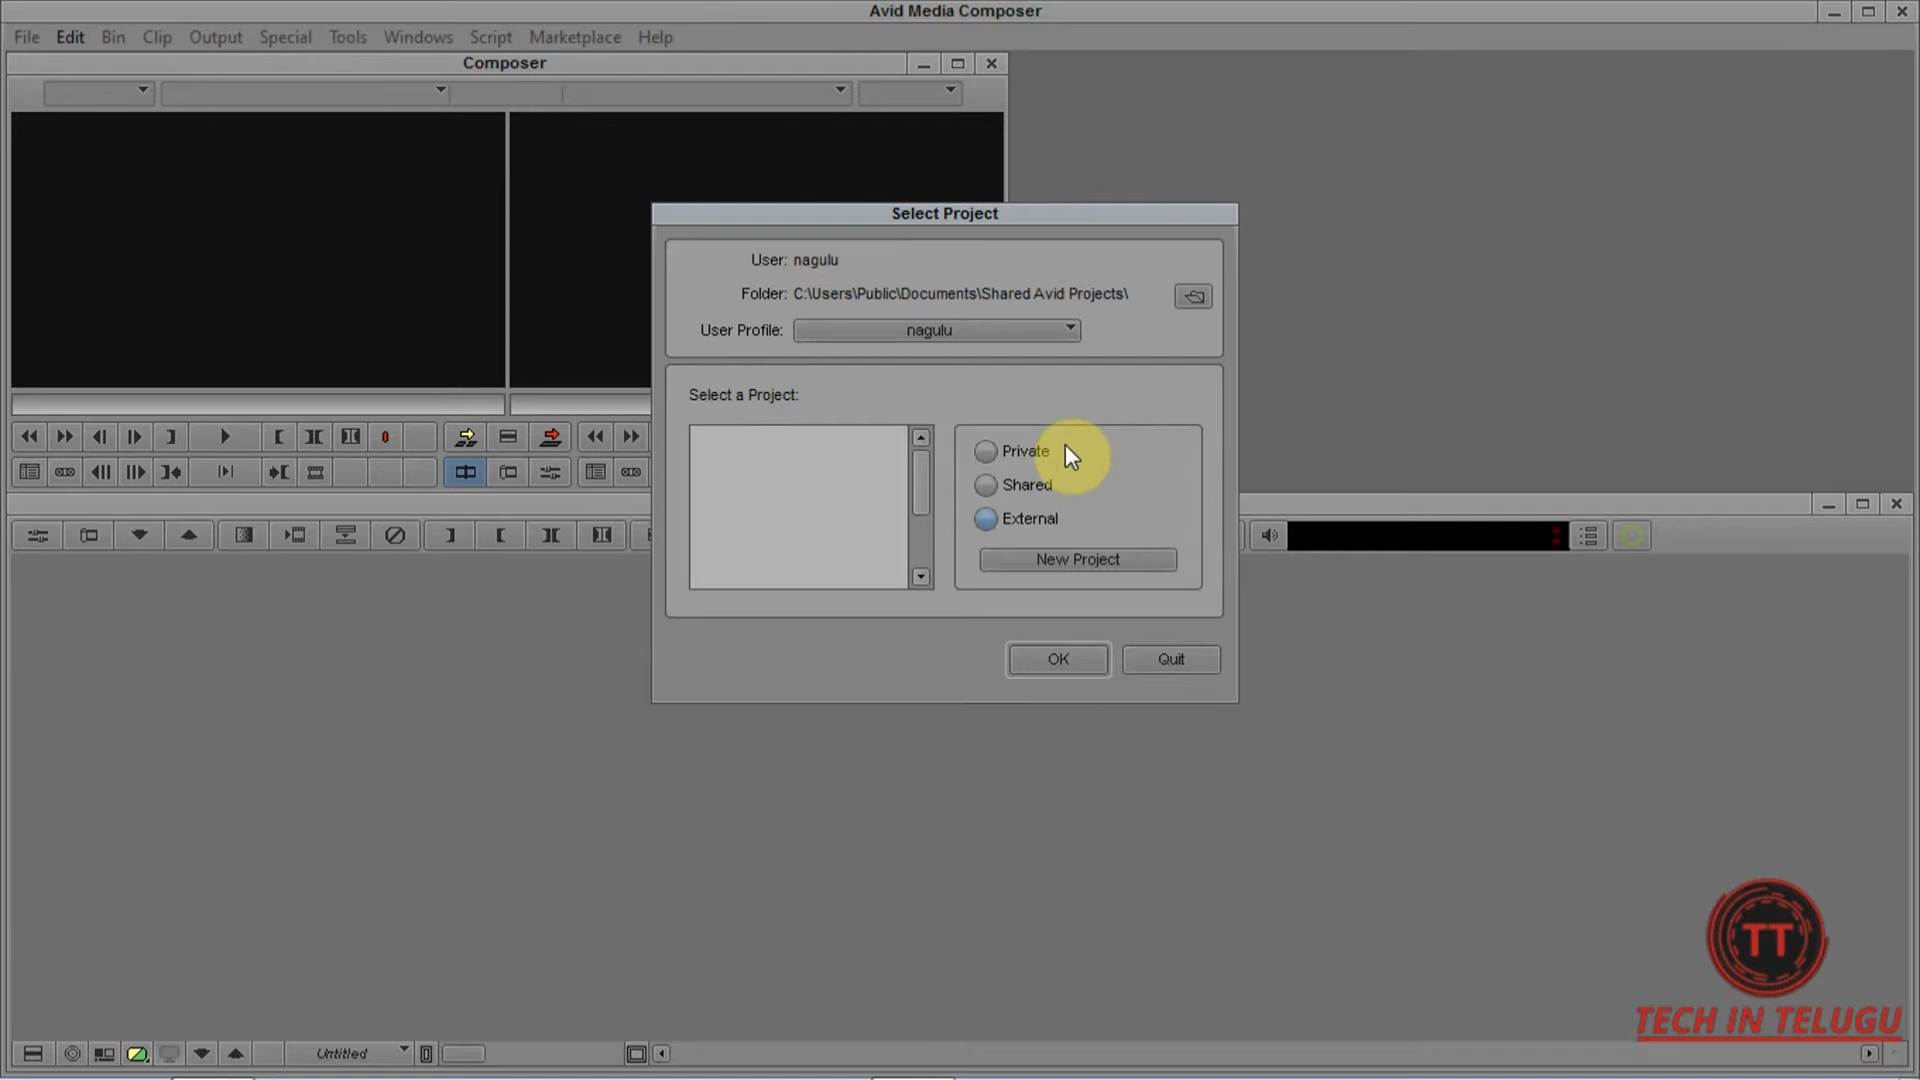 Avid Media Composer
File Edit Bin Clip Output Special Tools Windows Script Marketplace Help
Composer
Select Project
User: nagulu
Folder: C:\Users\Public\Documents\Shared Avid Projects\
User Profile: nagulu
Select a Project:
Private
Shared
External
New Project
OK Quit
TT
TECH IN TELUGU
Untitled